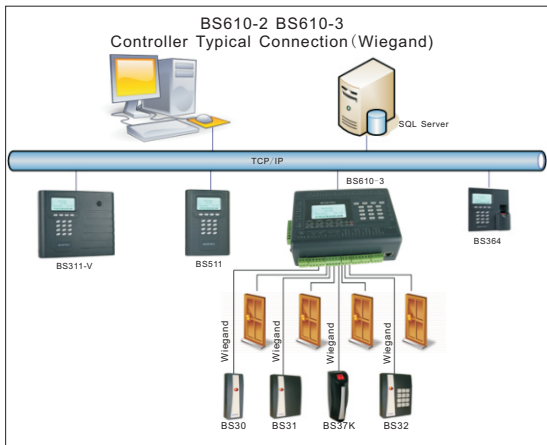 BS610-2 BS610-3
Controller Typical Connection(Wiegand)
SQL Server
TCP/IP
BS610-3
BS311-V
BS511
BS364
Wiegand
Wiegand
Wiegand
Wiegand
BS30
BS31
BS37K
BS32